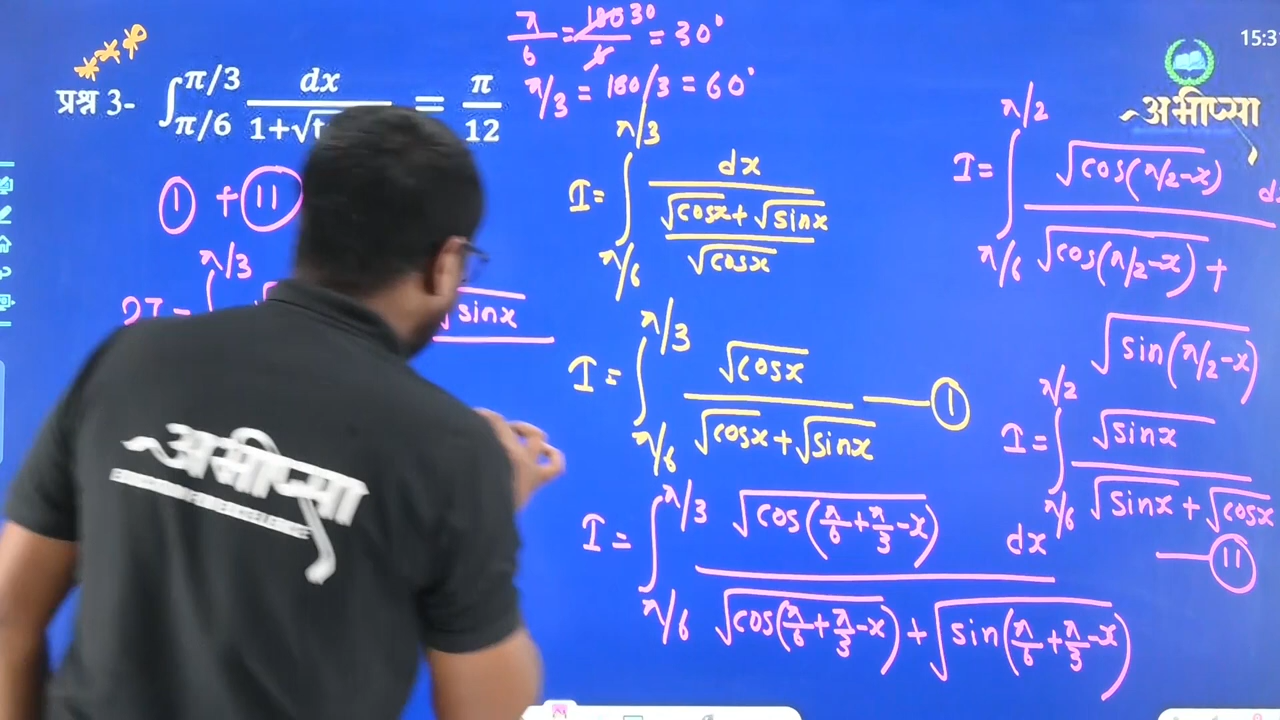 प्रश्न 3- ∫π/6^π/3 dx/1+√t = π/12
π/6 = 180 30/6 = 30°
π/3 = 180/3 = 60°
15:31
अभीप्सा
① + ⑪
2I = ∫ π/3 √sinx
I = ∫π/6^π/3 dx / ((√cosx + √sinx) / √cosx)
I = ∫π/6^π/3 √cosx / (√cosx + √sinx) —— ①
I = ∫π/6^π/3 √cos(π/6+π/3-x) / (√cos(π/6+π/3-x) + √sin(π/6+π/3-x)) dx
I = ∫π/6^π/2 √cos(π/2-x) / (√cos(π/2-x) +
√sin(π/2-x)
I = ∫π/6^π/2 √sinx / (√sinx + √cosx)
—— ⑪
अभीप्सा